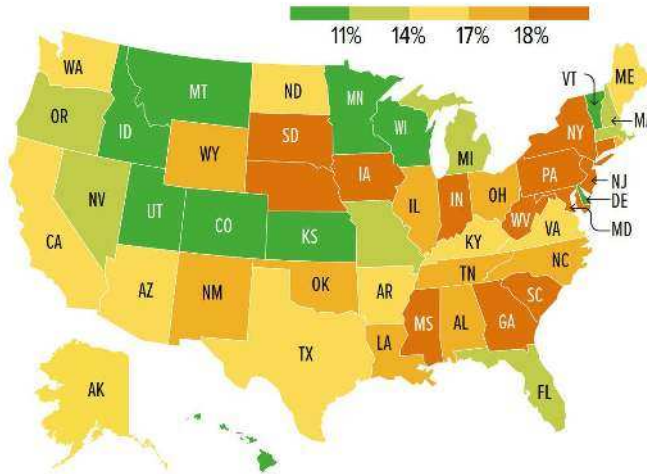 11% 14% 17% 18%
WA
MT
ND
MN
VT
ME
OR
ID
SD
WI
NY
WY
MI
IA
PA
NJ
NV
UT
CO
IL
IN
OH
DE
CA
KS
WV
VA
MD
KY
AZ
NM
OK
AR
TN
NC
MS
AL
GA
SC
TX
LA
AK
FL